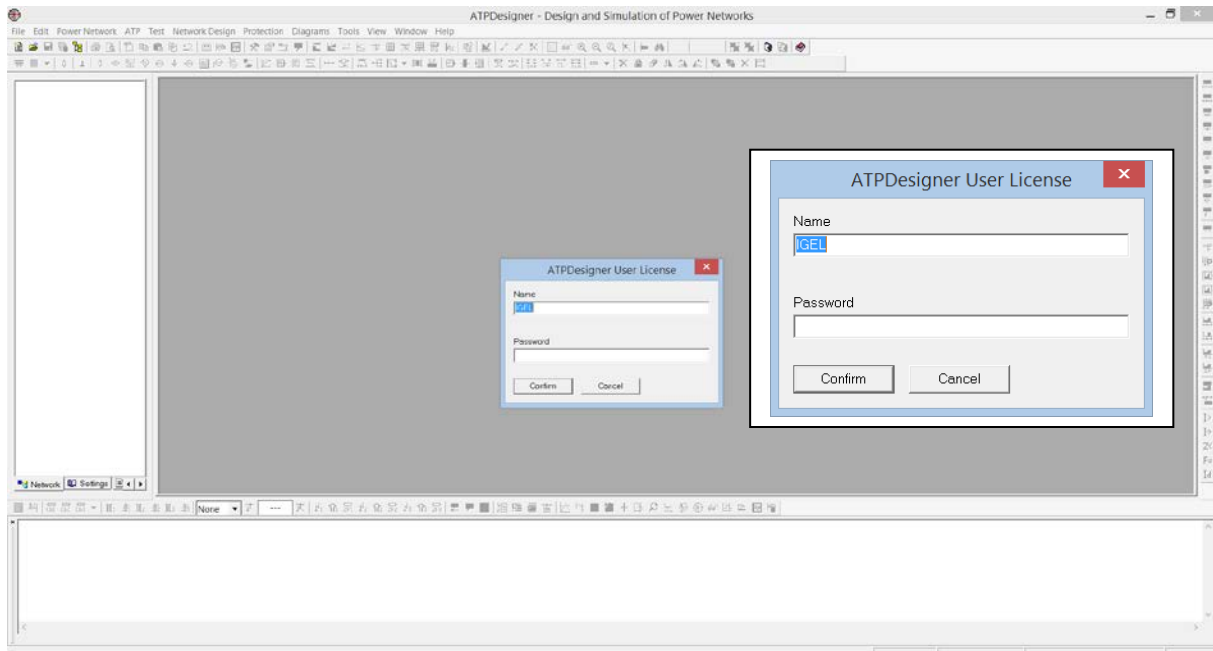 ATPDesigner - Design and Simulation of Power Networks
File Edit Power Network ATP Test Network Design Protection Diagrams Tools View Window Help
ATPDesigner User License
Name
IGEL
Password
Confirm Cancel
ATPDesigner User License
Name
IGEL
Password
Confirm Cancel
Network Settings
None